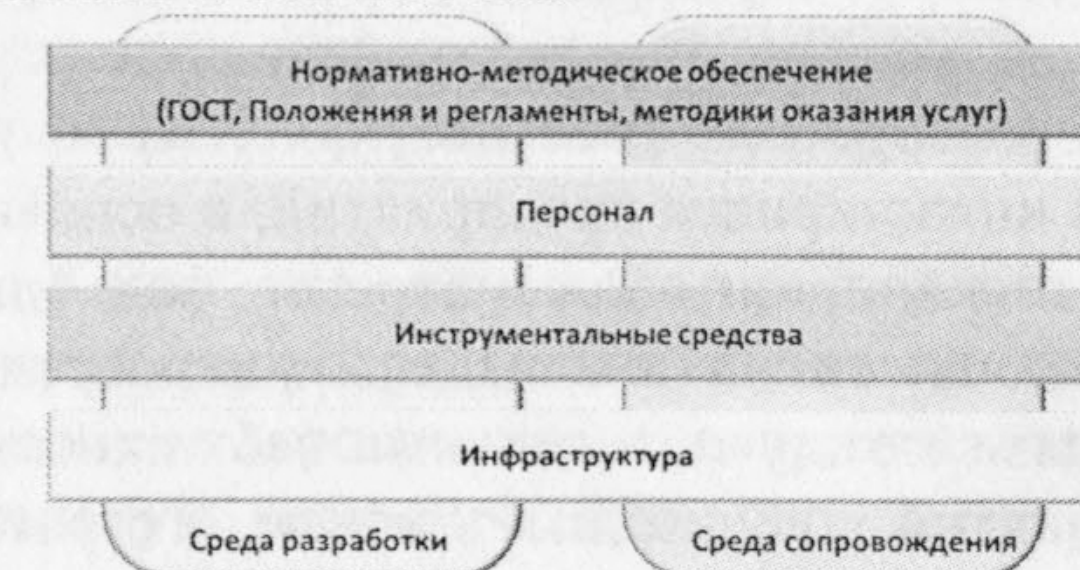 Нормативно-методическое обеспечение
(ГОСТ, Положения и регламенты, методики оказания услуг)
Персонал
Инструментальные средства
Инфраструктура
Среда разработки
Среда сопровождения